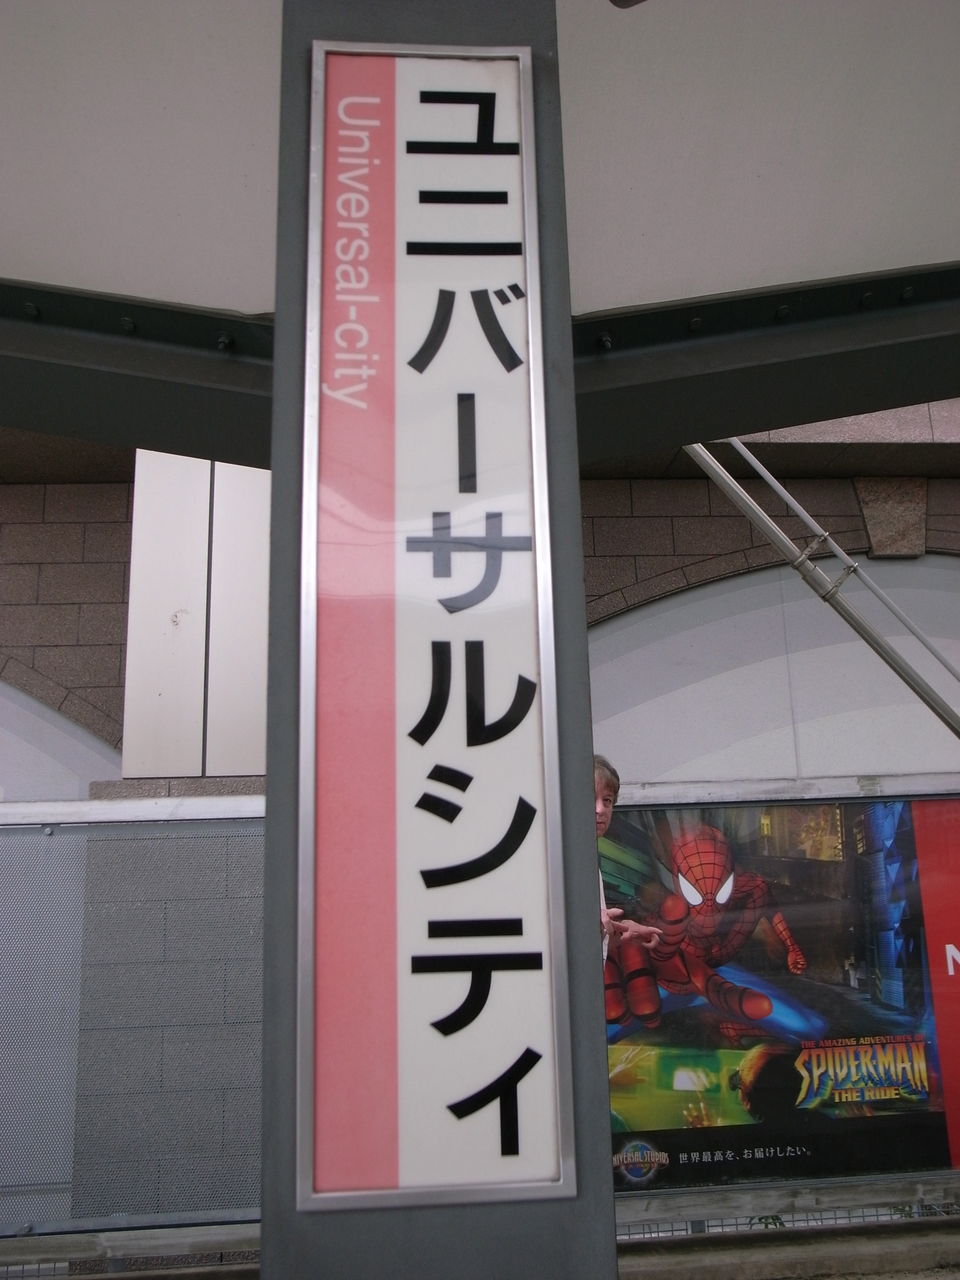 ユニバーサルシティ
Universal-city
THE AMAZING ADVENTURES OF
SPIDER-MAN
THE RIDE
UNIVERSAL STUDIOS
世界最高を、お届けしたい。